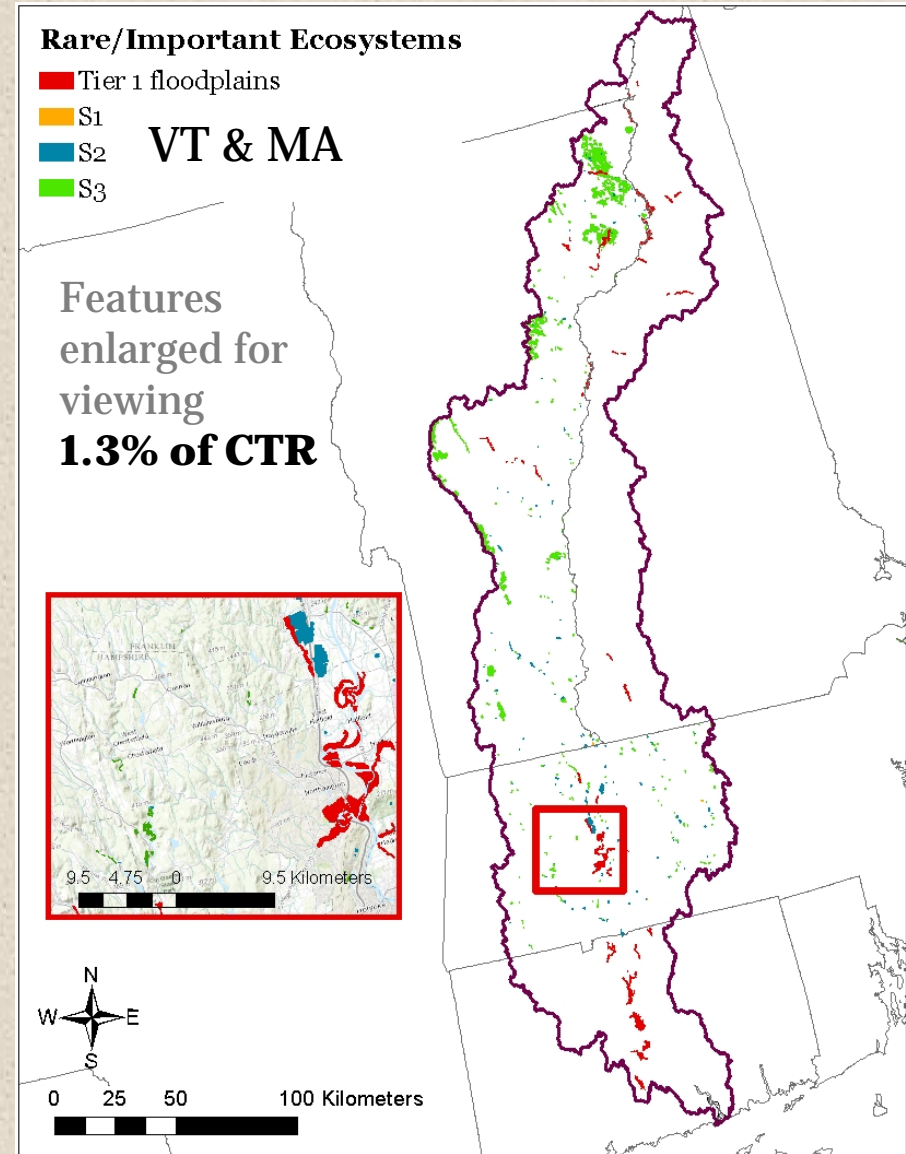 Rare/Important Ecosystems
Tier 1 floodplains
S1
S2
S3
VT & MA
Features
enlarged for
viewing
1.3% of CTR
FRANKLIN
HAMPSHIRE
9.5 4.75 0 9.5 Kilometers
N
W E
S
0 25 50 100 Kilometers